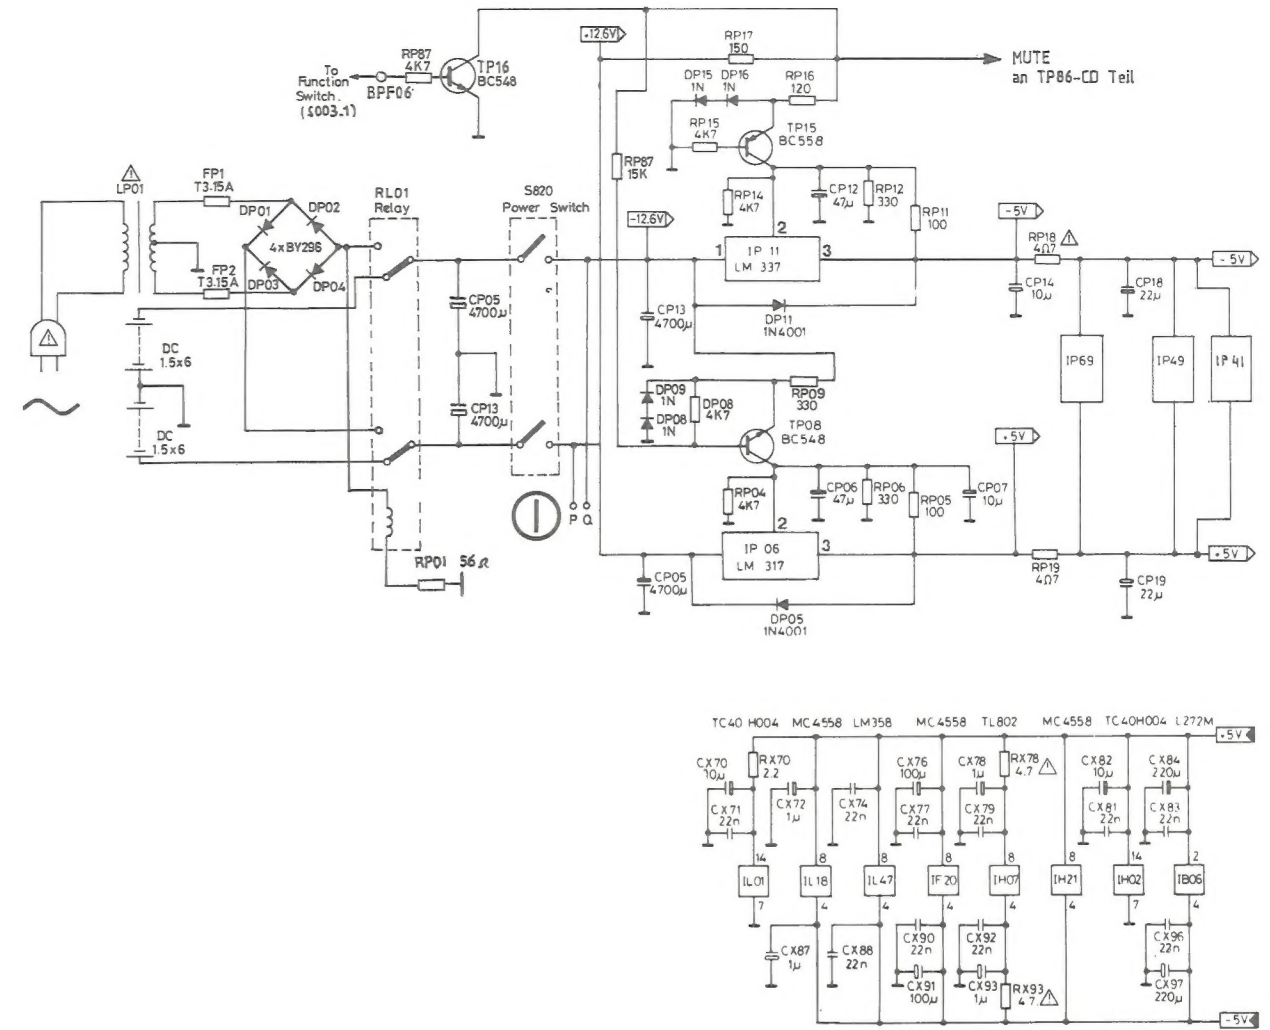 +12,6V
RP17
150
MUTE
an TP86-CD Teil
RP87
4K7
TP16
BC548
To
Function
Switch.
(S003.1)
BPF06
DP15
1N
DP16
1N
RP16
120
RP15
4K7
TP15
BC558
RP87
15K
LP01
FP1
T3.15A
DP01
DP02
4xBY296
FP2
T3.15A
DP03
DP04
RL01
Relay
S820
Power Switch
-12,6V
RP14
4K7
CP12
47µ
RP12
330
RP11
100
-5V
RP18
4Ω7
-5V
1
2
3
IP 11
LM 337
CP05
4700µ
CP13
4700µ
DP11
1N4001
CP14
10µ
CP18
22µ
IP69
IP49
IP 41
DC
1.5x6
DC
1.5x6
CP13
4700µ
DP09
1N
DP08
1N
DP08
4K7
RP09
330
TP08
BC548
+5V
RP04
4K7
CP06
47µ
RP06
330
RP05
100
CP07
10µ
P Q
2
3
IP 06
LM 317
RP01 56Ω
CP05
4700µ
DP05
1N4001
RP19
4Ω7
CP19
22µ
+5V
TC40 H004 MC4558 LM358 MC4558 TL802 MC4558 TC40H004 L272M
+5V
CX70
10µ
RX70
2.2
CX71
22n
CX72
1µ
CX74
22n
CX76
100µ
CX77
22n
CX78
1µ
RX78
4.7
CX79
22n
CX82
10µ
CX81
22n
CX84
220µ
CX83
22n
14 8 8 8 8 8 14 2
IL01 IL18 IL47 IF20 IH07 IH21 IH02 IB06
7 4 4 4 4 4 7 4
CX87
1µ
CX88
22n
CX90
22n
CX91
100µ
CX92
22n
CX93
1µ
RX93
4.7
CX96
22n
CX97
220µ
-5V